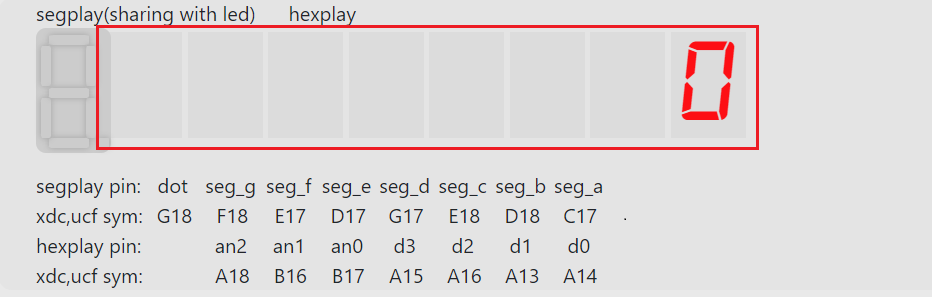 segplay(sharing with led) hexplay
0
segplay pin: dot seg_g seg_f seg_e seg_d seg_c seg_b seg_a
xdc,ucf sym: G18 F18 E17 D17 G17 E18 D18 C17 .
hexplay pin: an2 an1 an0 d3 d2 d1 d0
xdc,ucf sym: A18 B16 B17 A15 A16 A13 A14